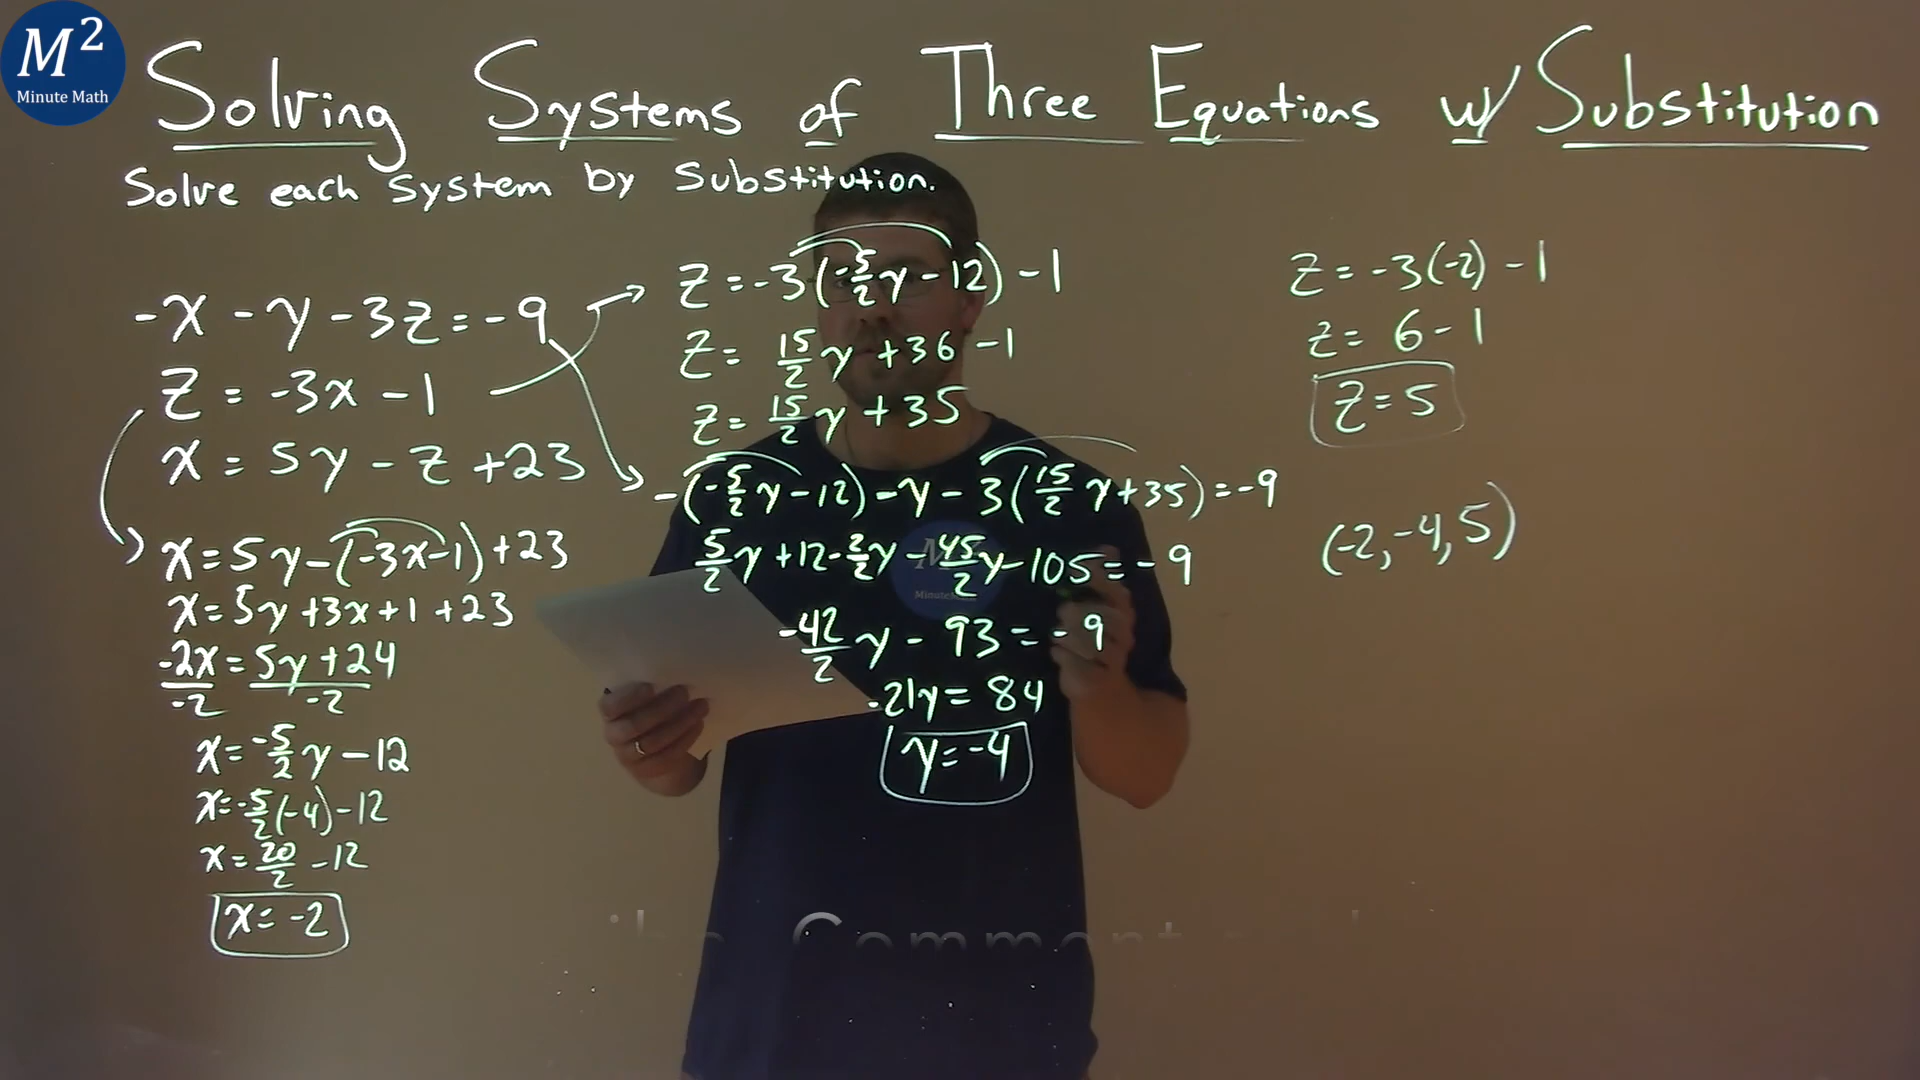 M²
Minute Math
Solving Systems of Three Equations w/ Substitution
Solve each system by substitution.
-x - y - 3z = -9
z = -3x - 1
x = 5y - z + 23
x = 5y - (-3x - 1) + 23
x = 5y + 3x + 1 + 23
-2x/-2 = 5y + 24/-2
x = -5/2 y - 12
x = -5/2 (-4) - 12
x = 20/2 - 12
x = -2
z = -3(-5/2 y - 12) - 1
z = 15/2 y + 36 - 1
z = 15/2 y + 35
-(-5/2 y - 12) - y - 3(15/2 y + 35) = -9
5/2 y + 12 - 2/2 y - 45/2 y - 105 = -9
-42/2 y - 93 = -9
-21y = 84
y = -4
z = -3(-2) - 1
z = 6 - 1
z = 5
(-2, -4, 5)
Comment